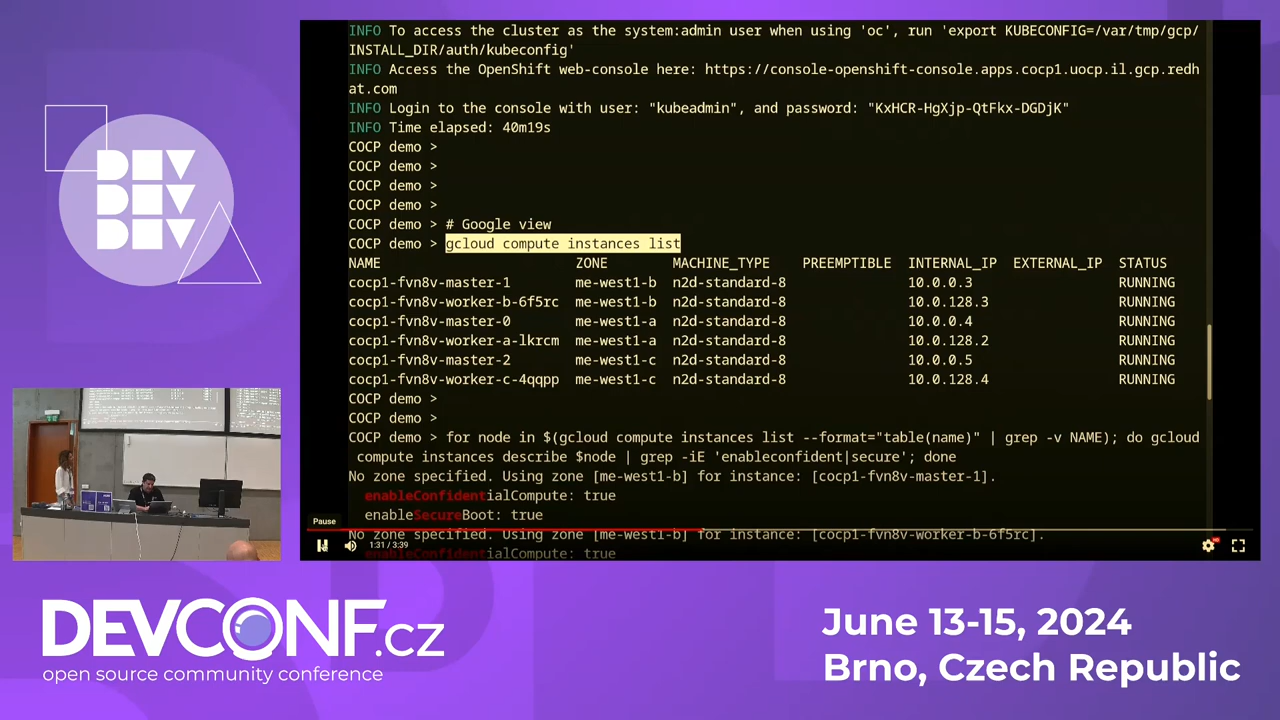 INFO To access the cluster as the system:admin user when using 'oc', run 'export KUBECONFIG=/var/tmp/gcp/
INSTALL_DIR/auth/kubeconfig'
INFO Access the OpenShift web-console here: https://console-openshift-console.apps.cocp1.uocp.il.gcp.redh
at.com
INFO Login to the console with user: "kubeadmin", and password: "KxHCR-HgXjp-QtFkx-DGDjK"
INFO Time elapsed: 40m19s
COCP demo >
COCP demo >
COCP demo >
COCP demo >
COCP demo > # Google view
COCP demo > gcloud compute instances list
NAME ZONE MACHINE_TYPE PREEMPTIBLE INTERNAL_IP EXTERNAL_IP STATUS
cocp1-fvn8v-master-1 me-west1-b n2d-standard-8 10.0.0.3 RUNNING
cocp1-fvn8v-worker-b-6f5rc me-west1-b n2d-standard-8 10.0.128.3 RUNNING
cocp1-fvn8v-master-0 me-west1-a n2d-standard-8 10.0.0.4 RUNNING
cocp1-fvn8v-worker-a-lkrcm me-west1-a n2d-standard-8 10.0.128.2 RUNNING
cocp1-fvn8v-master-2 me-west1-c n2d-standard-8 10.0.0.5 RUNNING
cocp1-fvn8v-worker-c-4qqpp me-west1-c n2d-standard-8 10.0.128.4 RUNNING
COCP demo >
COCP demo >
COCP demo > for node in $(gcloud compute instances list --format="table(name)" | grep -v NAME); do gcloud
compute instances describe $node | grep -iE 'enableconfident|secure'; done
No zone specified. Using zone [me-west1-b] for instance: [cocp1-fvn8v-master-1].
enableConfidentialCompute: true
enableSecureBoot: true
No zone specified. Using zone [me-west1-b] for instance: [cocp1-fvn8v-worker-b-6f5rc].
enableConfidentialCompute: true
Pause
1:31 / 3:39
HD
DEV
DEV
DEV
DEVCONF.cz
open source community conference
June 13-15, 2024
Brno, Czech Republic